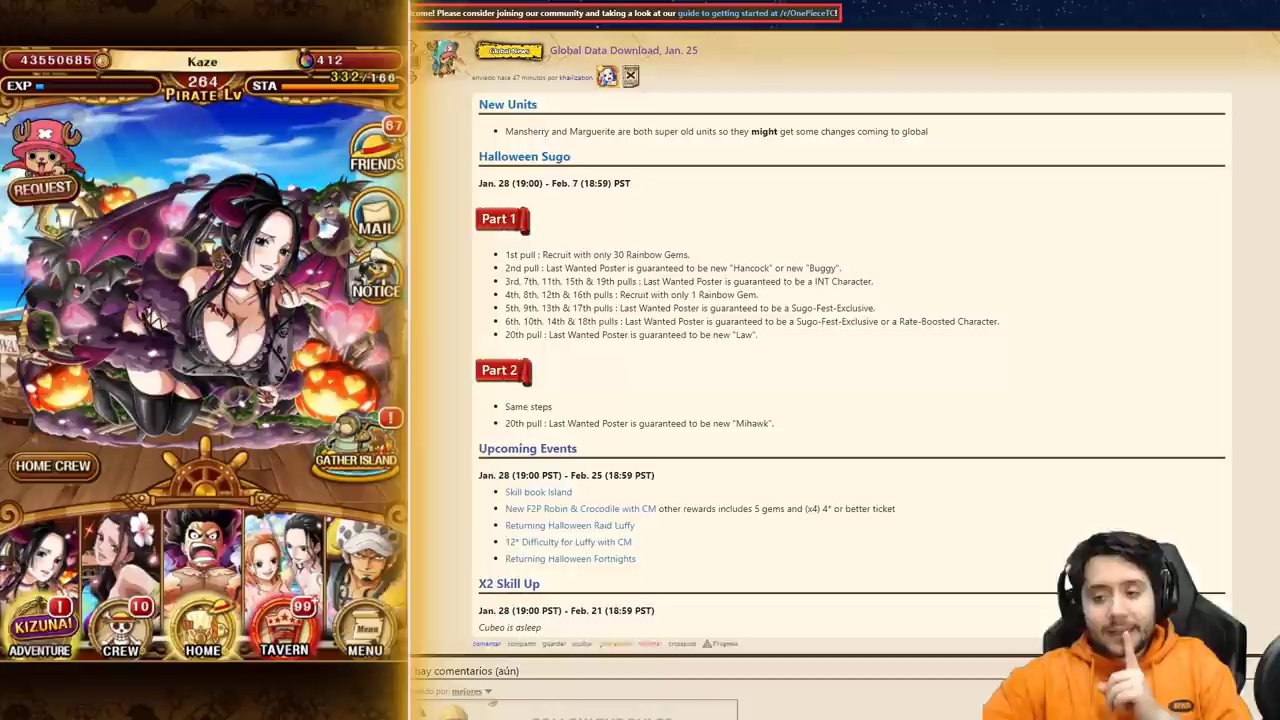 come! Please consider joining our community and taking a look at our guide to getting started at /r/OnePieceTC!
Global News Global Data Download, Jan. 25
enviado hace 47 minutos por khailization
New Units
Mansherry and Marguerite are both super old units so they might get some changes coming to global
Halloween Sugo
Jan. 28 (19:00) - Feb. 7 (18:59) PST
Part 1
1st pull : Recruit with only 30 Rainbow Gems.
2nd pull : Last Wanted Poster is guaranteed to be new "Hancock" or new "Buggy".
3rd, 7th, 11th, 15th & 19th pulls : Last Wanted Poster is guaranteed to be a INT Character.
4th, 8th, 12th & 16th pulls : Recruit with only 1 Rainbow Gem.
5th, 9th, 13th & 17th pulls : Last Wanted Poster is guaranteed to be a Sugo-Fest-Exclusive.
6th, 10th, 14th & 18th pulls : Last Wanted Poster is guaranteed to be a Sugo-Fest-Exclusive or a Rate-Boosted Character.
20th pull : Last Wanted Poster is guaranteed to be new "Law".
Part 2
Same steps
20th pull : Last Wanted Poster is guaranteed to be new "Mihawk".
Upcoming Events
Jan. 28 (19:00 PST) - Feb. 25 (18:59 PST)
Skill book Island
New F2P Robin & Crocodile with CM other rewards includes 5 gems and (x4) 4* or better ticket
Returning Halloween Raid Luffy
12* Difficulty for Luffy with CM
Returning Halloween Fortnights
X2 Skill Up
Jan. 28 (19:00 PST) - Feb. 21 (18:59 PST)
Cubeo is asleep
comentar compartir guardar ocultar crosspost
hay comentarios (aún)
mejores
43550685 Kaze 412
EXP 264 STA 332/166
PIRATE Lv
67
FRIENDS
REQUEST
MAIL
NOTICE
!
GATHER ISLAND
HOME CREW
! 10 99+
KIZUNA! Menu
ADVENTURE CREW HOME TAVERN MENU